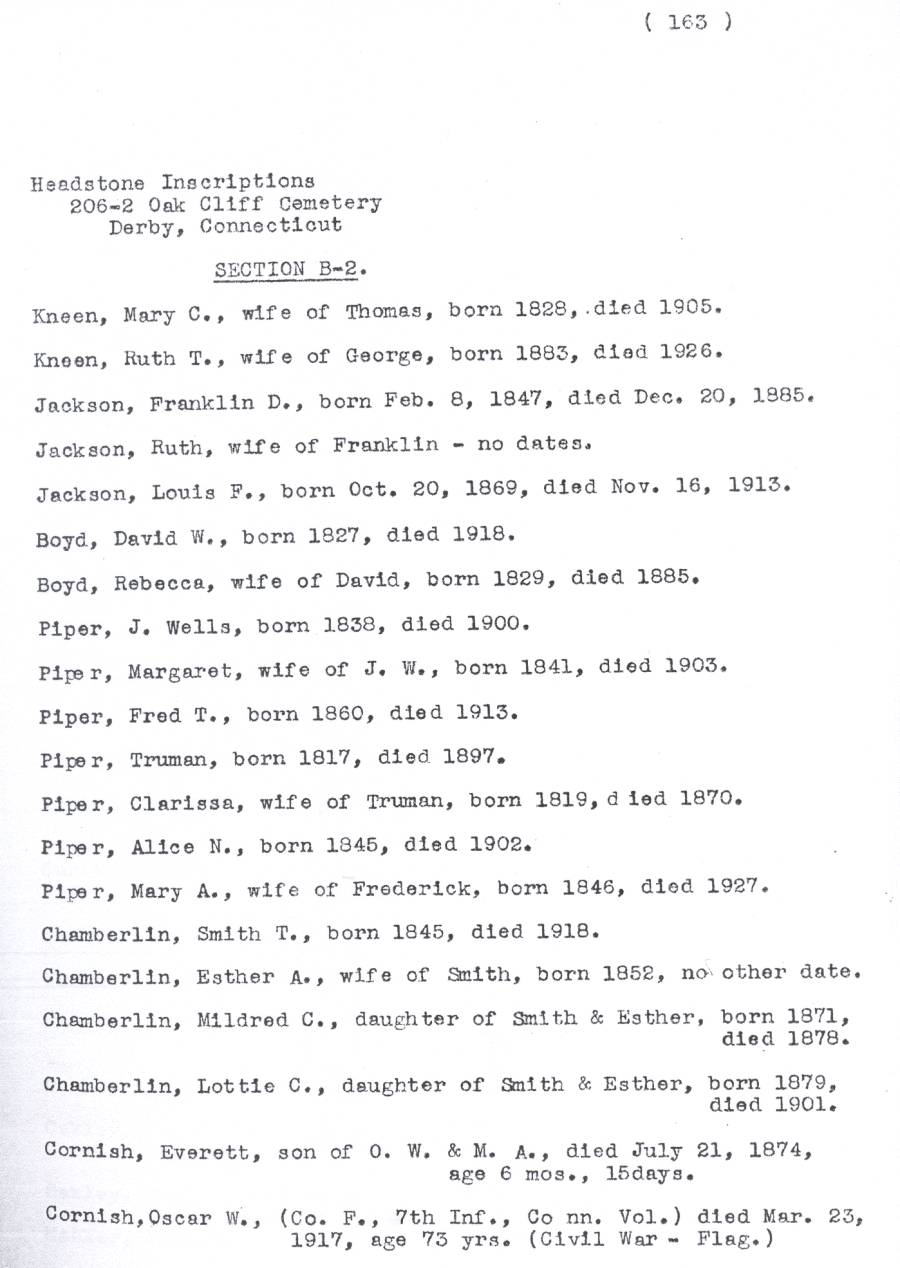 ( 163 )
Headstone Inscriptions
206-2 Oak Cliff Cemetery
Derby, Connecticut
SECTION B-2.
Kneen, Mary C., wife of Thomas, born 1828, died 1905.
Kneen, Ruth T., wife of George, born 1883, died 1926.
Jackson, Franklin D., born Feb. 8, 1847, died Dec. 20, 1885.
Jackson, Ruth, wife of Franklin - no dates.
Jackson, Louis F., born Oct. 20, 1869, died Nov. 16, 1913.
Boyd, David W., born 1827, died 1918.
Boyd, Rebecca, wife of David, born 1829, died 1885.
Piper, J. Wells, born 1838, died 1900.
Piper, Margaret, wife of J. W., born 1841, died 1903.
Piper, Fred T., born 1860, died 1913.
Piper, Truman, born 1817, died 1897.
Piper, Clarissa, wife of Truman, born 1819, died 1870.
Piper, Alice N., born 1845, died 1902.
Piper, Mary A., wife of Frederick, born 1846, died 1927.
Chamberlin, Smith T., born 1845, died 1918.
Chamberlin, Esther A., wife of Smith, born 1852, no other date.
Chamberlin, Mildred C., daughter of Smith & Esther, born 1871,
died 1878.
Chamberlin, Lottie C., daughter of Smith & Esther, born 1879,
died 1901.
Cornish, Everett, son of O. W. & M. A., died July 21, 1874,
age 6 mos., 15days.
Cornish,Oscar W., (Co. F., 7th Inf., Co nn. Vol.) died Mar. 23,
1917, age 73 yrs. (Civil War - Flag.)